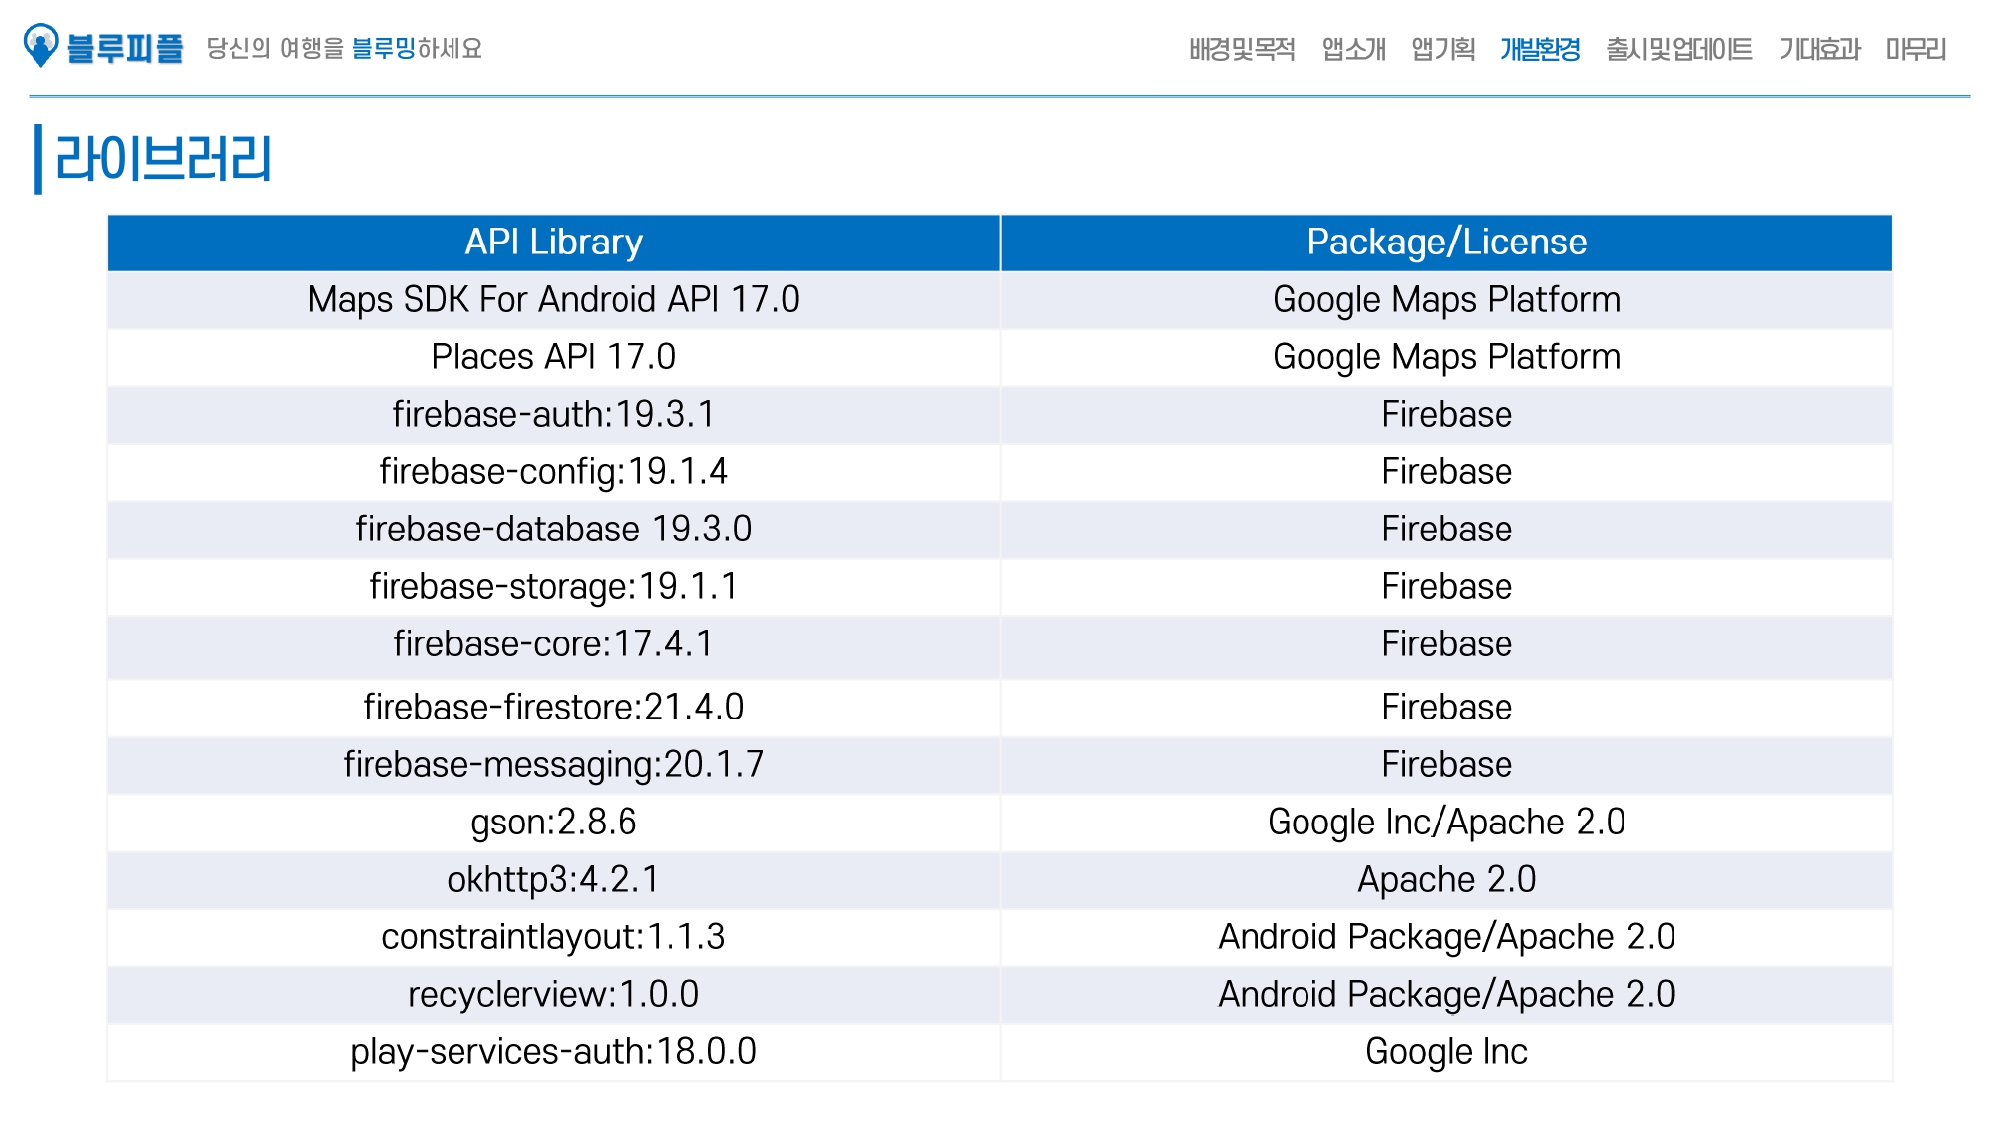 블루피플 당신의 여행을 블루밍하세요 배경및목적 앱소개 앱기획 개발환경 출시및업데이트 기대효과 마무리
라이브러리
API Library Package/License
Maps SDK For Android API 17.0 Google Maps Platform
Places API 17.0 Google Maps Platform
firebase-auth:19.3.1 Firebase
firebase-config:19.1.4 Firebase
firebase-database 19.3.0 Firebase
firebase-storage:19.1.1 Firebase
firebase-core:17.4.1 Firebase
firebase-firestore:21.4.0 Firebase
firebase-messaging:20.1.7 Firebase
gson:2.8.6 Google Inc/Apache 2.0
okhttp3:4.2.1 Apache 2.0
constraintlayout:1.1.3 Android Package/Apache 2.0
recyclerview:1.0.0 Android Package/Apache 2.0
play-services-auth:18.0.0 Google Inc